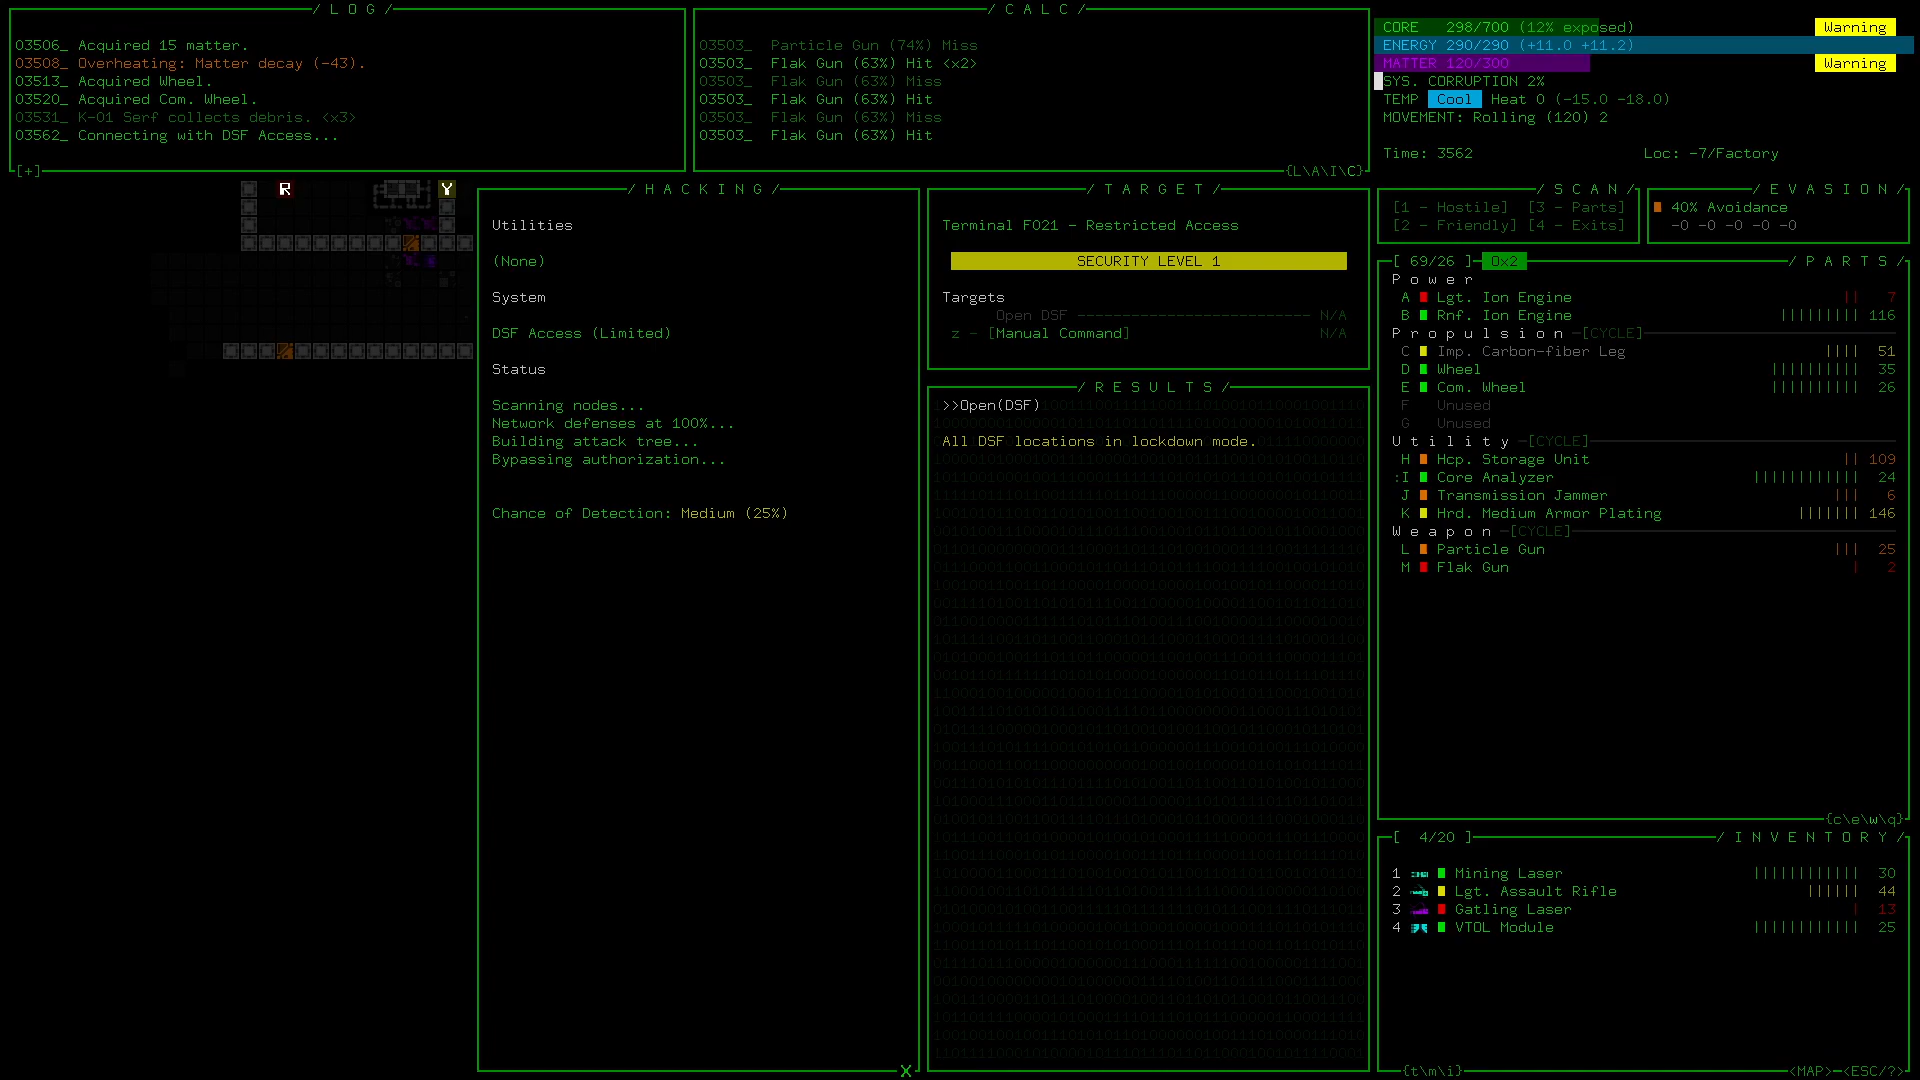 / L O G /
03506_ Acquired 15 matter.
03508_ Overheating: Matter decay (-43).
03513_ Acquired Wheel.
03520_ Acquired Com. Wheel.
03531_ K-01 Serf collects debris. <x3>
03562_ Connecting with DSF Access...
[+]
/ C A L C /
03503_ Particle Gun (74%) Miss
03503_ Flak Gun (63%) Hit <x2>
03503_ Flak Gun (63%) Miss
03503_ Flak Gun (63%) Hit
03503_ Flak Gun (63%) Miss
03503_ Flak Gun (63%) Hit
{L\A\I\C}
CORE 298/700 (12% exposed) Warning
ENERGY 290/290 (+11.0 +11.2)
MATTER 120/300 Warning
SYS. CORRUPTION 2%
TEMP Cool Heat 0 (-15.0 -18.0)
MOVEMENT: Rolling (120) 2
Time: 3562 Loc: -7/Factory
R
Y
/ H A C K I N G /
Utilities
(None)
System
DSF Access (Limited)
Status
Scanning nodes...
Network defenses at 100%...
Building attack tree...
Bypassing authorization...
Chance of Detection: Medium (25%)
X
/ T A R G E T /
Terminal F021 - Restricted Access
SECURITY LEVEL 1
Targets
Open DSF -------------------------- N/A
z - [Manual Command] N/A
/ R E S U L T S /
>>Open(DSF)
All DSF locations in lockdown mode.
/ S C A N /
[1 - Hostile] [3 - Parts]
[2 - Friendly] [4 - Exits]
/ E V A S I O N /
40% Avoidance
-0 -0 -0 -0 -0
[ 69/26 ] 0x2 / P A R T S /
P o w e r
A Lgt. Ion Engine || 7
B Rnf. Ion Engine ||||||||| 116
P r o p u l s i o n [CYCLE]
C Imp. Carbon-fiber Leg |||| 51
D Wheel |||||||||| 35
E Com. Wheel |||||||||| 26
F Unused
G Unused
U t i l i t y [CYCLE]
H Hcp. Storage Unit || 109
:I Core Analyzer |||||||||||| 24
J Transmission Jammer ||| 6
K Hrd. Medium Armor Plating ||||||| 146
W e a p o n [CYCLE]
L Particle Gun ||| 25
M Flak Gun | 2
{c\e\w\q}
[ 4/20 ] / I N V E N T O R Y /
1 Mining Laser |||||||||||| 30
2 Lgt. Assault Rifle |||||| 44
3 Gatling Laser | 13
4 VTOL Module |||||||||||| 25
{t\m\i} <MAP>-<ESC/?>